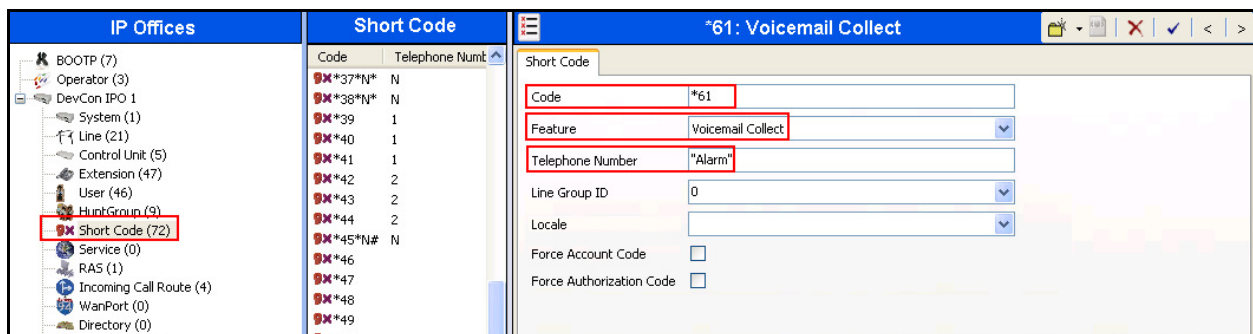 IP Offices
BOOTP (7)
Operator (3)
DevCon IPO 1
System (1)
Line (21)
Control Unit (5)
Extension (47)
User (46)
HuntGroup (9)
Short Code (72)
Service (0)
RAS (1)
Incoming Call Route (4)
WanPort (0)
Directory (0)
Short Code
Code Telephone Numb
*37*N* N
*38*N* N
*39 1
*40 1
*41 1
*42 2
*43 2
*44 2
*45*N# N
*46
*47
*48
*49
*61: Voicemail Collect
Short Code
Code *61
Feature Voicemail Collect
Telephone Number "Alarm"
Line Group ID 0
Locale
Force Account Code
Force Authorization Code